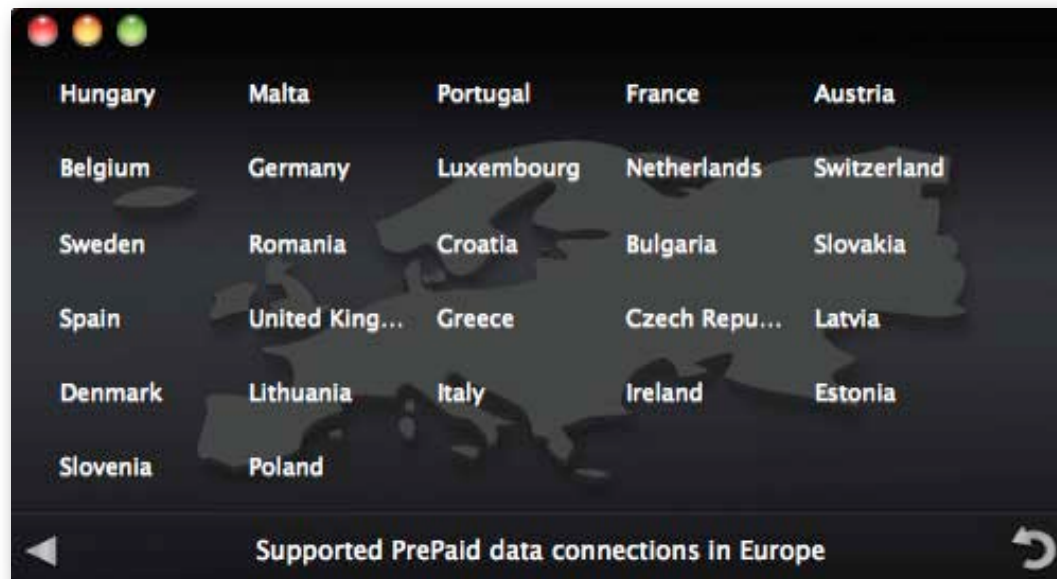 Hungary Malta Portugal France Austria
Belgium Germany Luxembourg Netherlands Switzerland
Sweden Romania Croatia Bulgaria Slovakia
Spain United King... Greece Czech Repu... Latvia
Denmark Lithuania Italy Ireland Estonia
Slovenia Poland
Supported PrePaid data connections in Europe